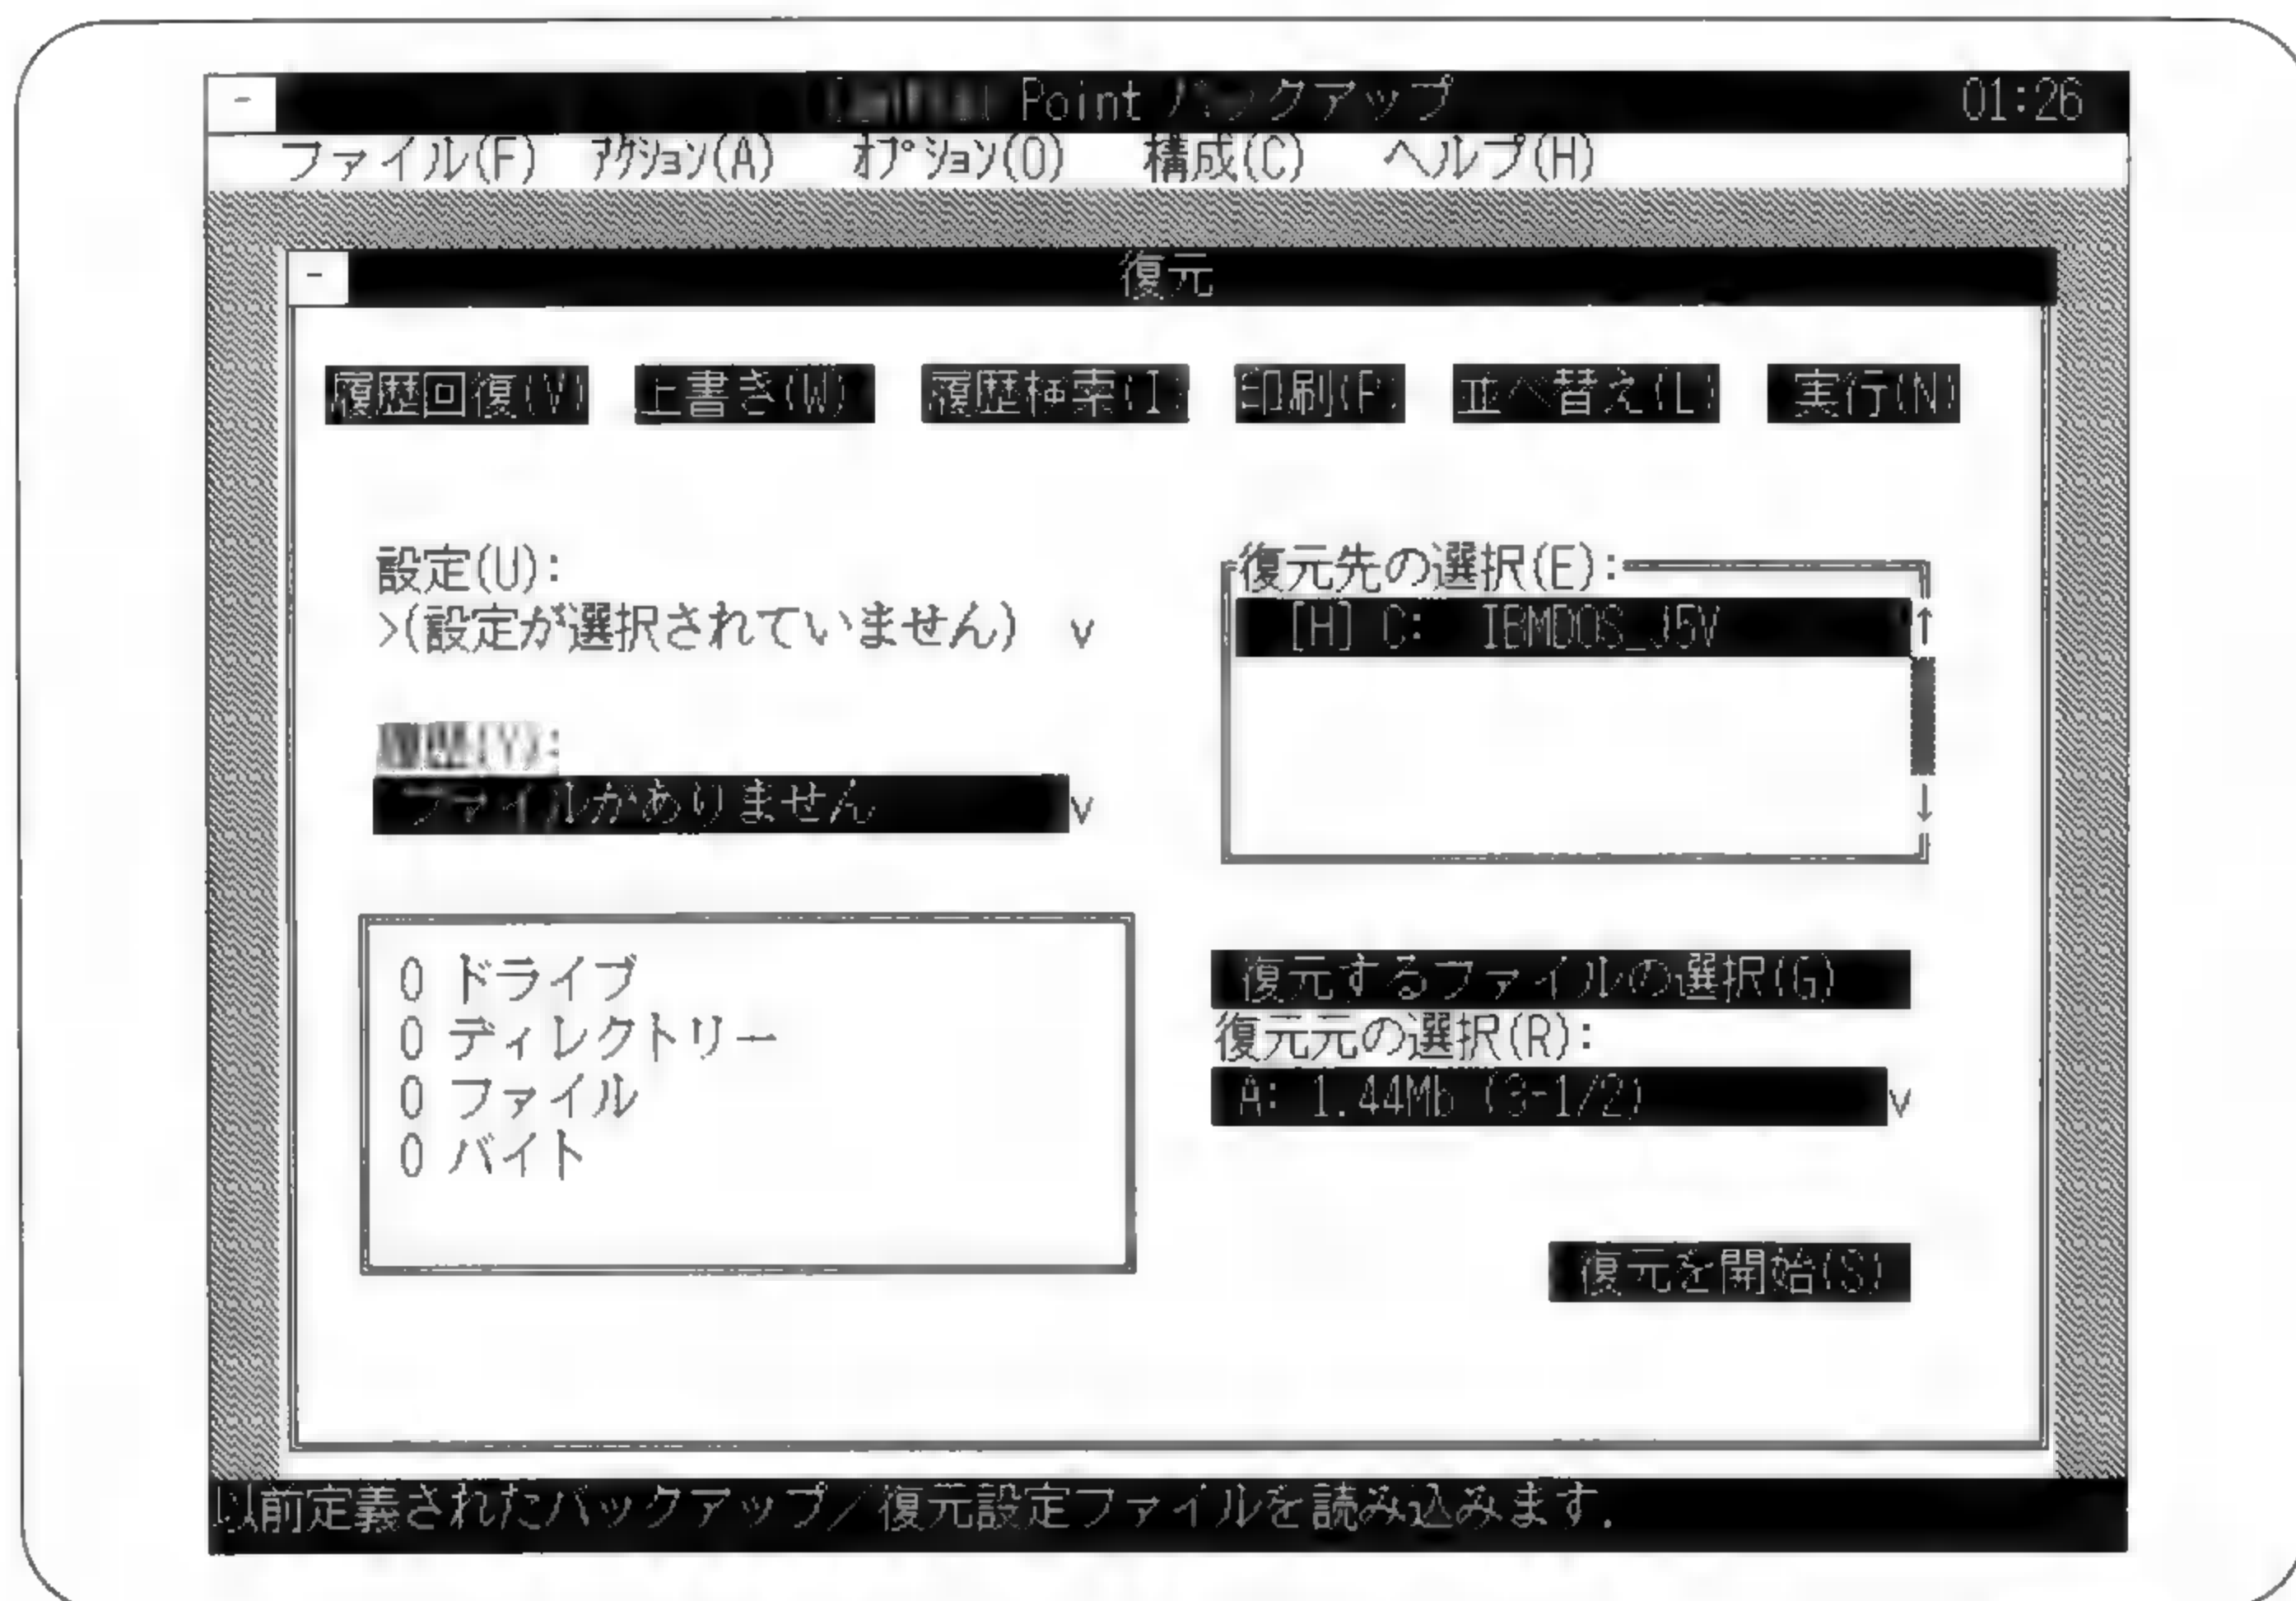 Point バックアップ 01:26
ファイル(F) アクション(A) オプション(O) 構成(C) ヘルプ(H)
復元
履歴回復(V) 上書き(W) 履歴検索(I) 印刷(P) 並べ替え(L) 実行(N)
設定(U):
>(設定が選択されていません) v
履歴(Y):
ファイルがありません v
0 ドライブ
0 ディレクトリー
0 ファイル
0 バイト
復元先の選択(E):
[H] C: IBMDOS_J5V ↑
↓
復元するファイルの選択(G)
復元元の選択(R):
A: 1.44Mb (3-1/2) v
復元を開始(S)
以前定義されたバックアップ/復元設定ファイルを読み込みます.